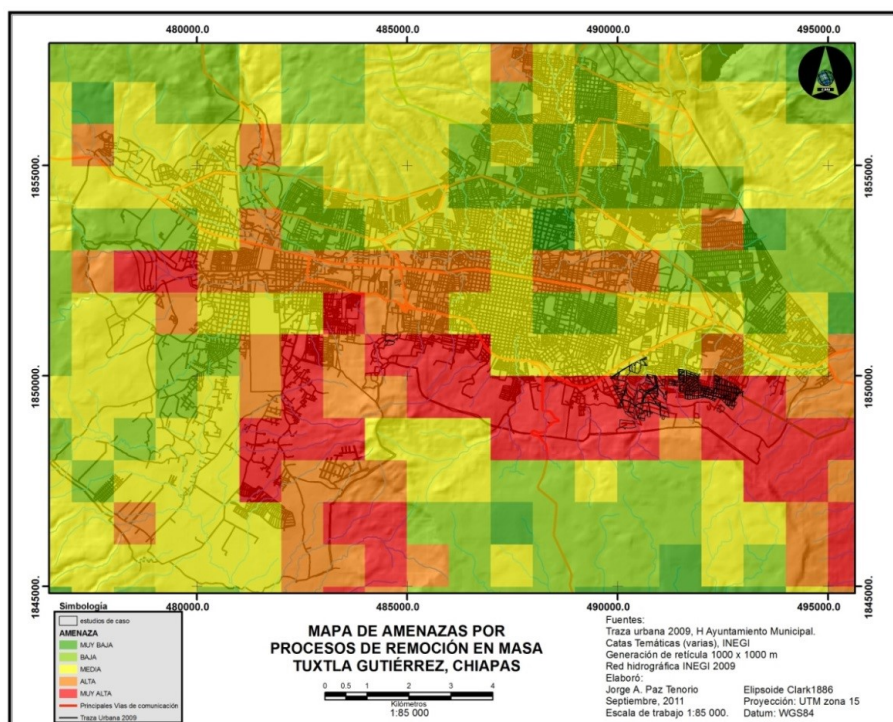 480000.0
485000.0
490000.0
495000.0
1855000.
1855000.
1850000.
1850000.
1845000.
1845000.
480000.0
485000.0
490000.0
495000.0
Simbología
estudios de caso
AMENAZA
MUY BAJA
BAJA
MEDIA
ALTA
MUY ALTA
Principales Vias de comunicación
Traza Urbana 2009
MAPA DE AMENAZAS POR
PROCESOS DE REMOCIÓN EN MASA
TUXTLA GUTIÉRREZ, CHIAPAS
0 0.5 1 2 3 4
Kilómetros
1:85 000
Fuentes:
Traza urbana 2009, H Ayuntamiento Municipal.
Catas Temáticas (varias), INEGI
Generación de retícula 1000 x 1000 m
Red hidrográfica INEGI 2009
Elaboró:
Jorge A. Paz Tenorio
Septiembre, 2011
Escala de trabajo 1:85 000.
Elipsoide Clark1886
Proyección: UTM zona 15
Datum: WGS84